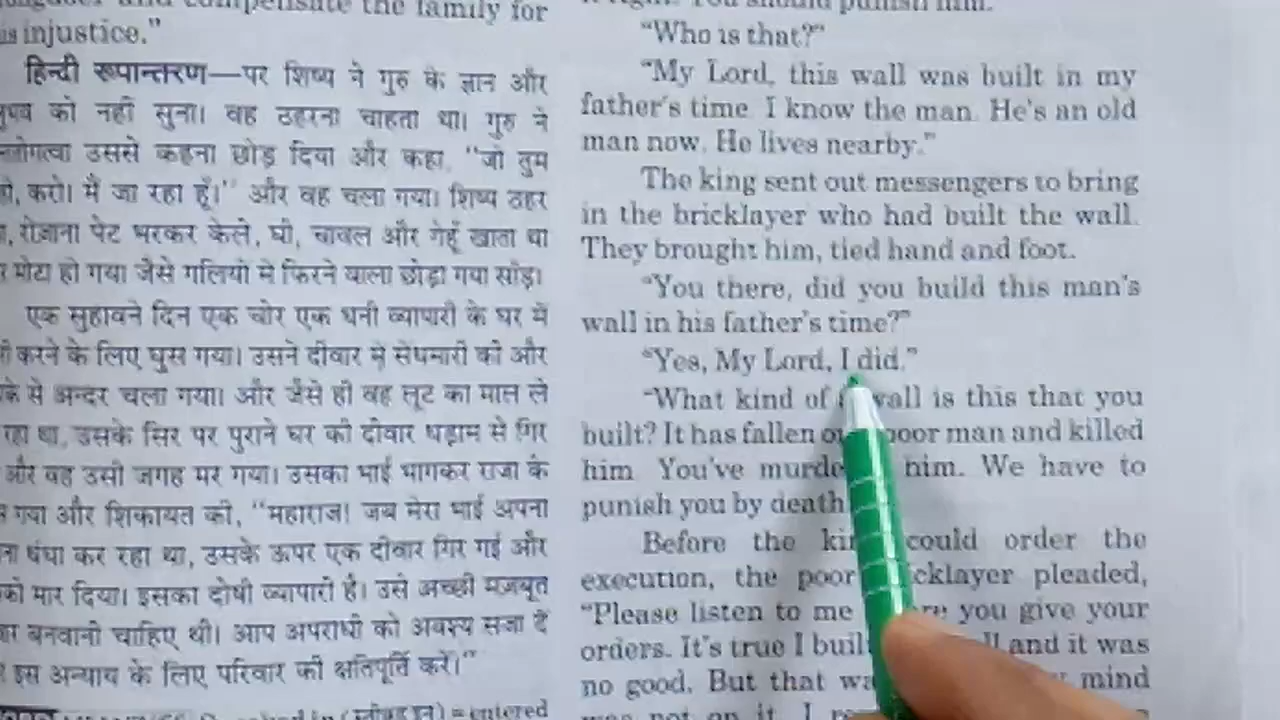 and compensate the family for
injustice."
हिन्दी रूपान्तरण—पर शिष्य ने गुरु के ज्ञान और
को नहीं सुना। वह ठहरना चाहता था। गुरु ने
उससे कहना छोड़ दिया और कहा, "जो तुम
करो। मैं जा रहा हूँ।" और वह चला गया। शिष्य ठहर
रोजाना पेट भरकर केले, घी, चावल और गेहूँ खाता था
मोटा हो गया जैसे गलियों में फिरने वाला छोड़ा गया साँड़।
एक सुहावने दिन एक चोर एक धनी व्यापारी के घर में
करने के लिए घुस गया। उसने दीवार में सेंधमारी की और
से अन्दर चला गया। और जैसे ही वह लूट का माल ले
रहा था, उसके सिर पर पुराने घर की दीवार धड़ाम से गिर
और वह उसी जगह मर गया। उसका भाई भागकर राजा के
गया और शिकायत की, "महाराज! जब मेरा भाई अपना
धंधा कर रहा था, उसके ऊपर एक दीवार गिर गई और
को मार दिया। इसका दोषी व्यापारी है। उसे अच्छी मजबूत
बनवानी चाहिए थी। आप अपराधी को अवश्य सजा दें
इस अन्याय के लिए परिवार की क्षतिपूर्ति करें।"
= entered
You should punish him.
"Who is that?"
"My Lord, this wall was built in my
father's time. I know the man. He's an old
man now. He lives nearby."
The king sent out messengers to bring
in the bricklayer who had built the wall.
They brought him, tied hand and foot.
"You there, did you build this man's
wall in his father's time?"
"Yes, My Lord, I did."
"What kind of wall is this that you
built? It has fallen poor man and killed
him. You've him. We have to
punish you by death
Before the could order the
execution, the poor pleaded,
"Please listen to me you give your
orders. It's true I and it was
no good. But that mind
was not on it. I